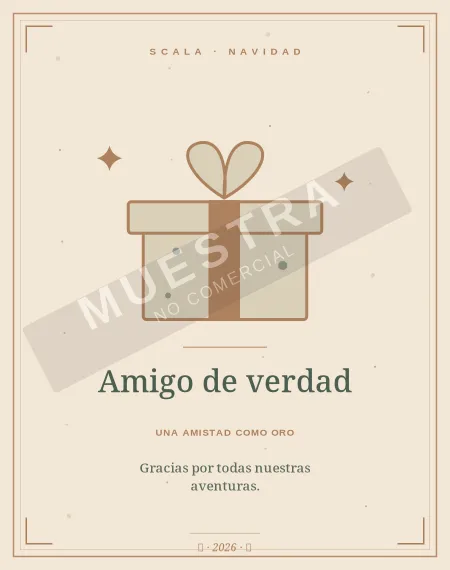 SCALA · NAVIDAD
MUESTRA
NO COMERCIAL
Amigo de verdad
UNA AMISTAD COMO ORO
Gracias por todas nuestras
aventuras.
· 2026 ·